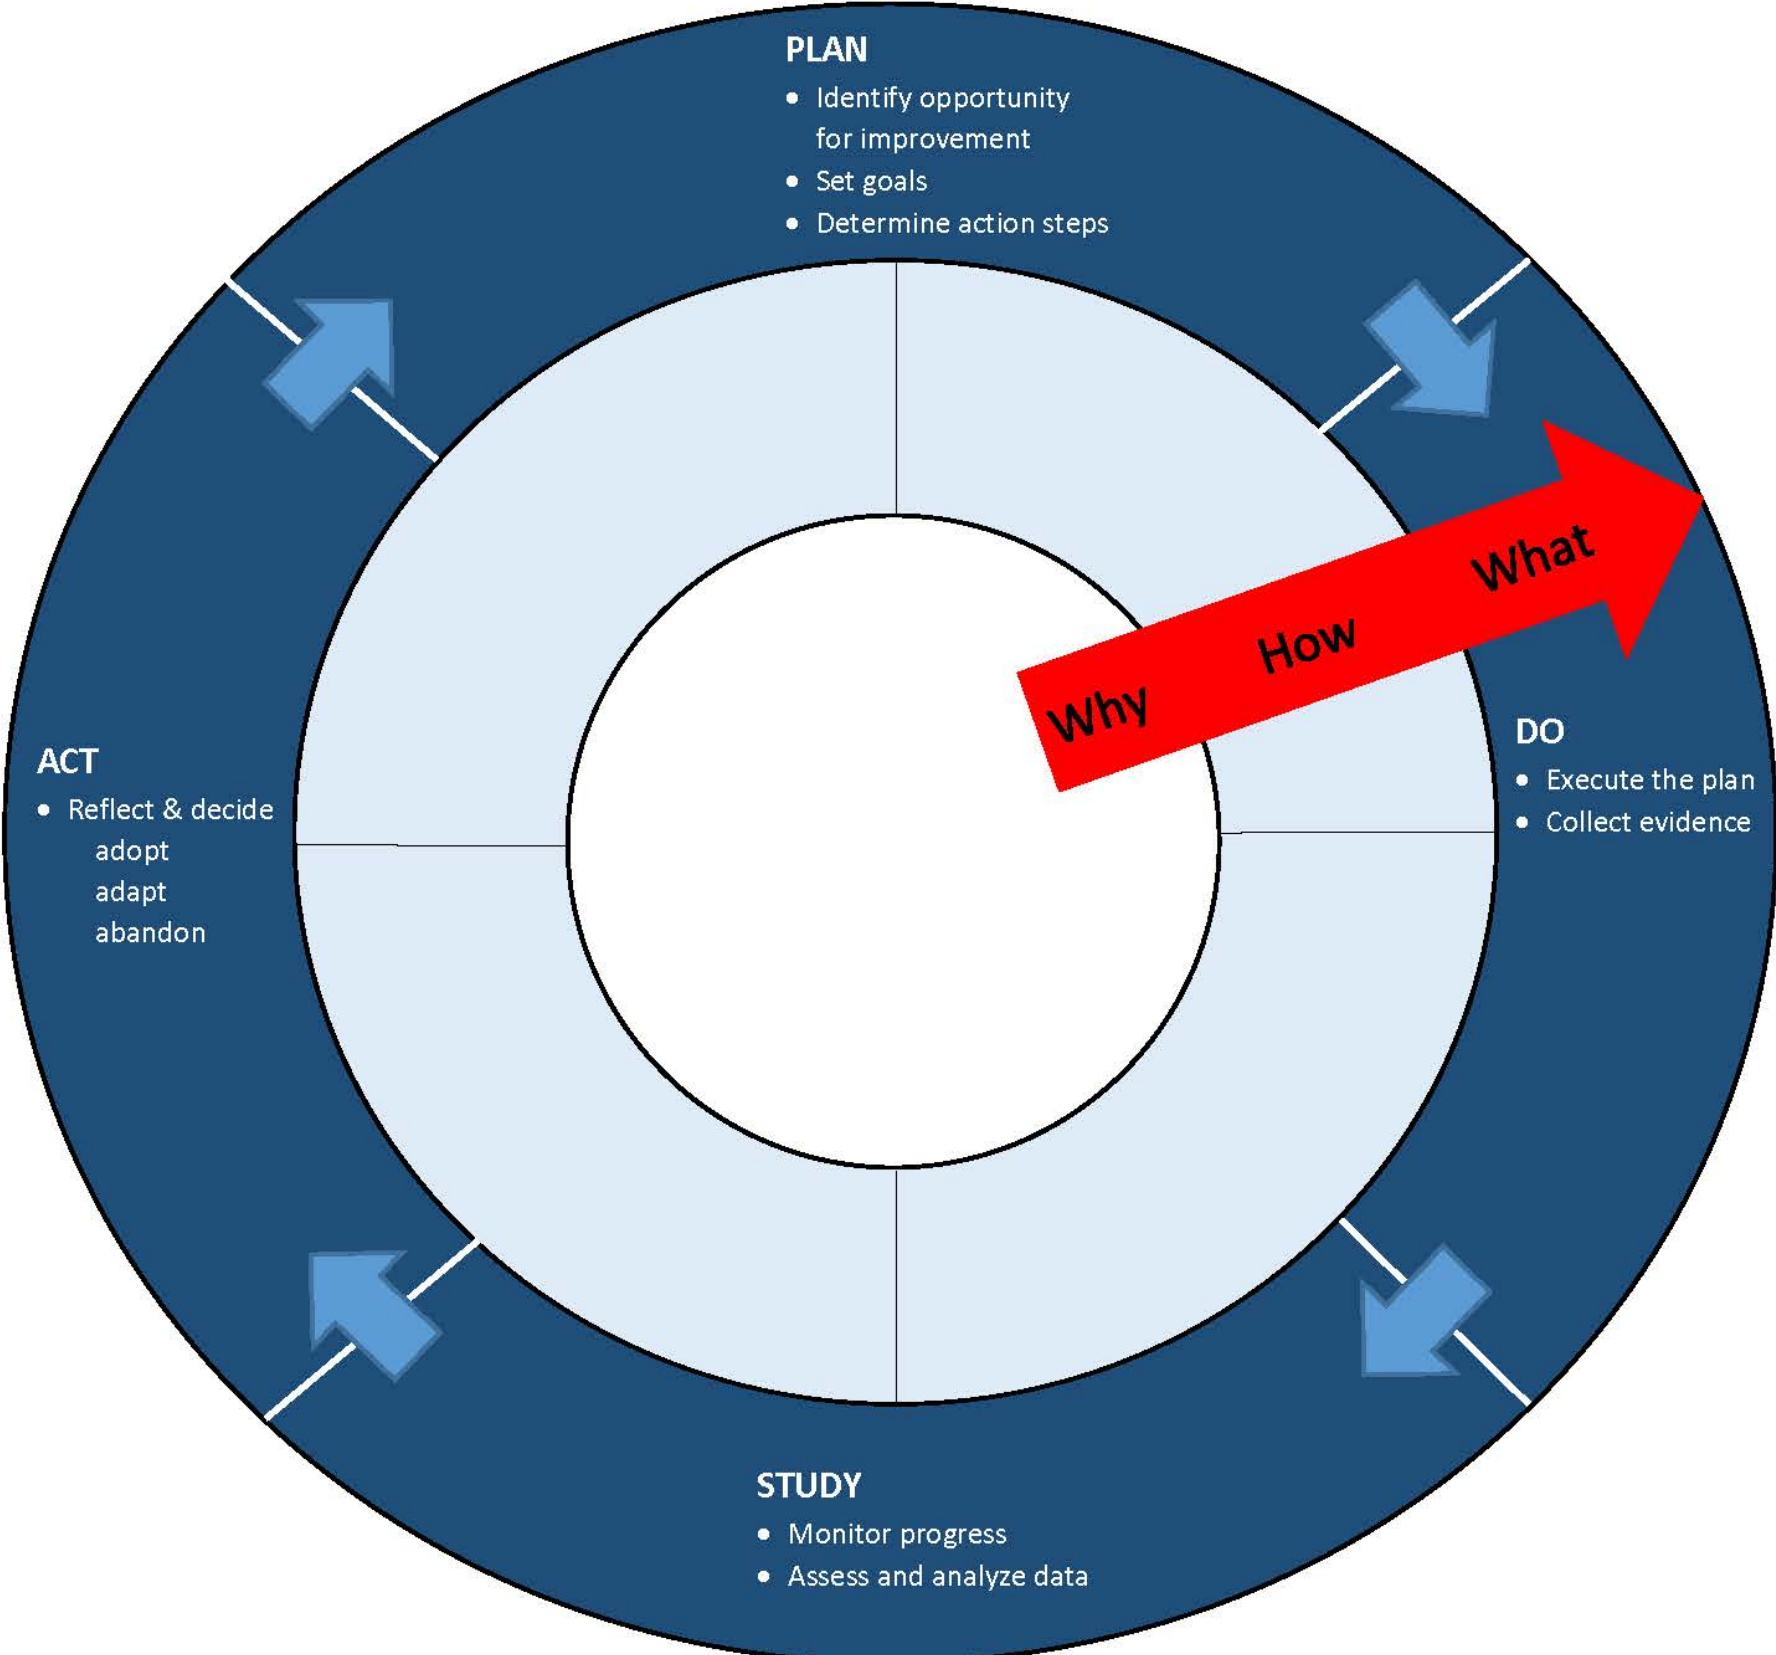 PLAN
• Identify opportunity
for improvement
• Set goals
• Determine action steps
What
How
Why
DO
• Execute the plan
• Collect evidence
ACT
• Reflect & decide
adopt
adapt
abandon
STUDY
• Monitor progress
• Assess and analyze data